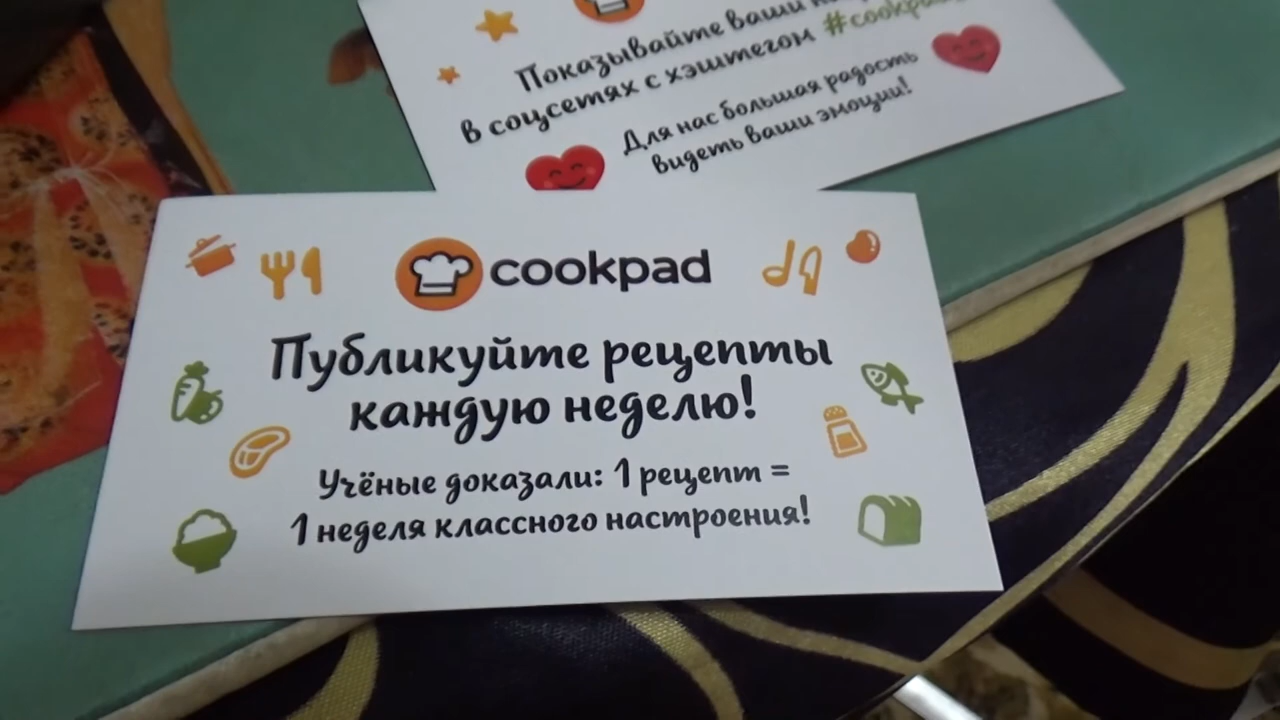 Показывайте ваши
в соцсетях с хэштегом
Для нас большая радость
видеть ваши эмоции!
cookpad
Публикуйте рецепты
каждую неделю!
Учёные доказали: 1 рецепт =
1 неделя классного настроения!